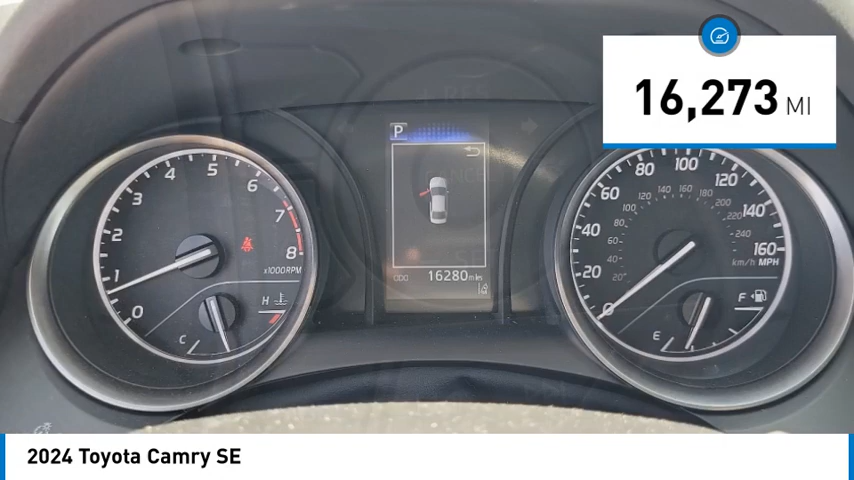 16,273 MI
P
ODO 16280 miles
0 1 2 3 4 5 6 7 8
x1000RPM
C H
0 20 40 60 80 100 120 140 160
20 40 60 80 100 120 140 160 180 200 220 240
km/h MPH
E F
2024 Toyota Camry SE